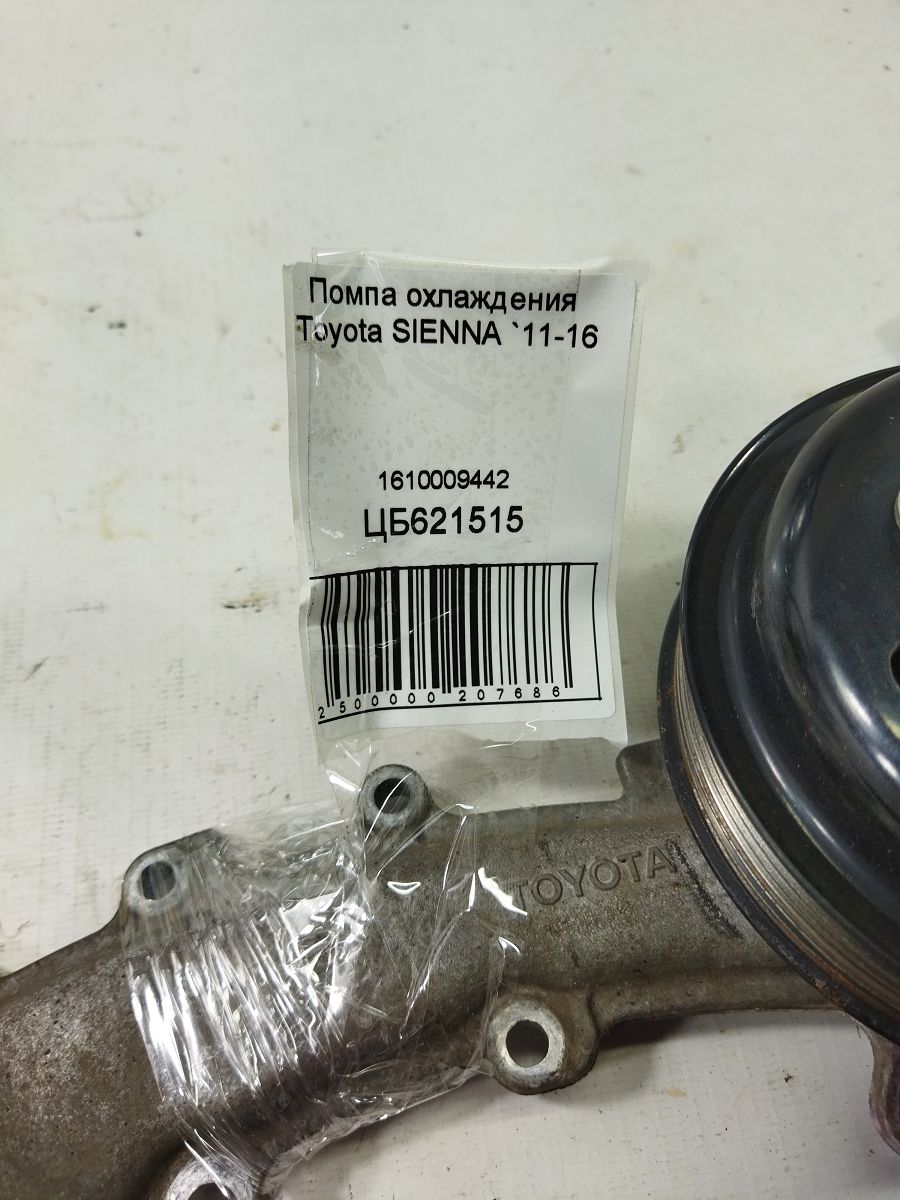 Помпа охлаждения
Toyota SIENNA `11-16
1610009442
ЦБ621515
2500000207686
TOYOTA